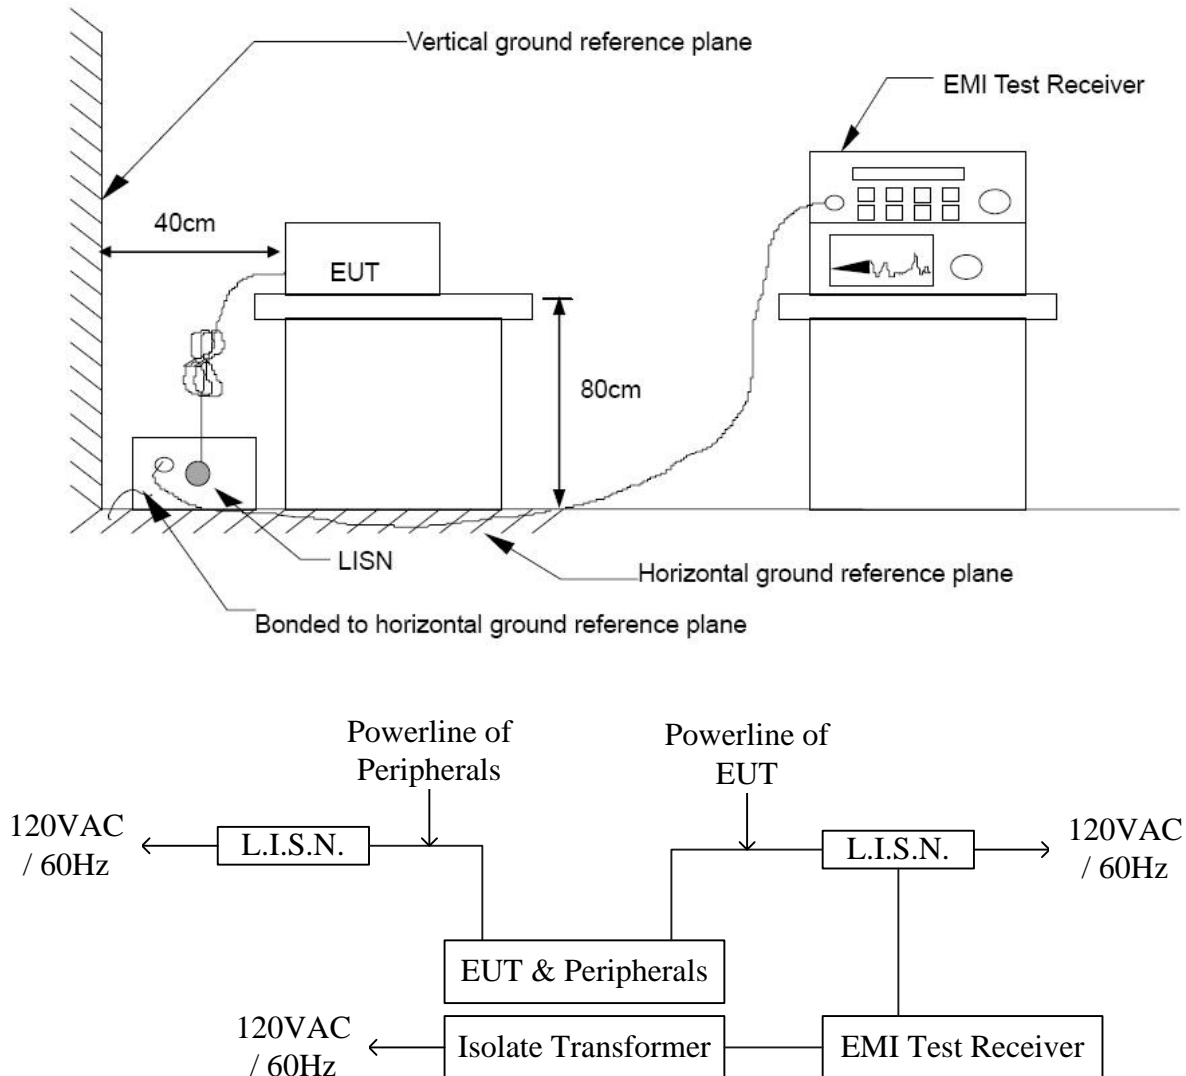 Vertical ground reference plane
EMI Test Receiver
40cm
EUT
80cm
LISN
Horizontal ground reference plane
Bonded to horizontal ground reference plane
Powerline of
Peripherals
Powerline of
EUT
120VAC
/ 60Hz
L.I.S.N.
L.I.S.N.
120VAC
/ 60Hz
EUT & Peripherals
120VAC
/ 60Hz
Isolate Transformer
EMI Test Receiver